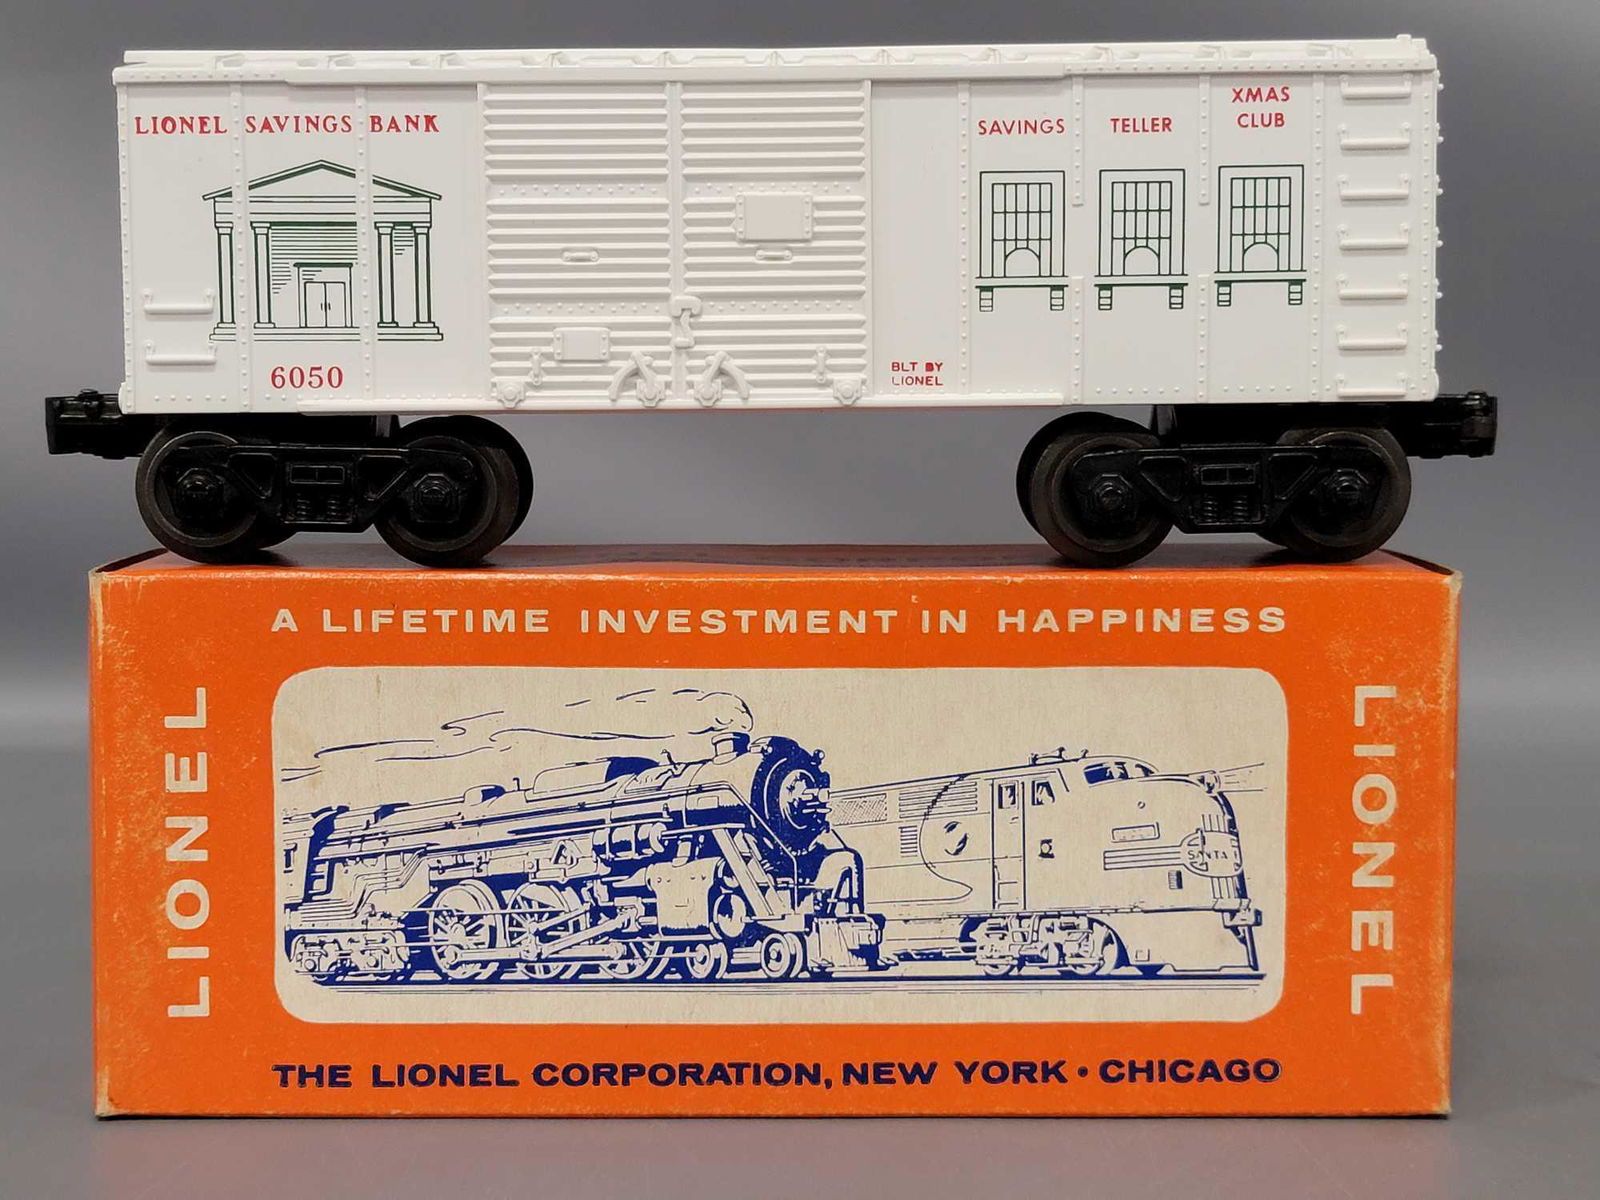 LIONEL SAVINGS BANK
6050
SAVINGS
TELLER
XMAS
CLUB
BLT BY
LIONEL
A LIFETIME INVESTMENT IN HAPPINESS
LIONEL
SANTA
LIONEL
THE LIONEL CORPORATION, NEW YORK • CHICAGO